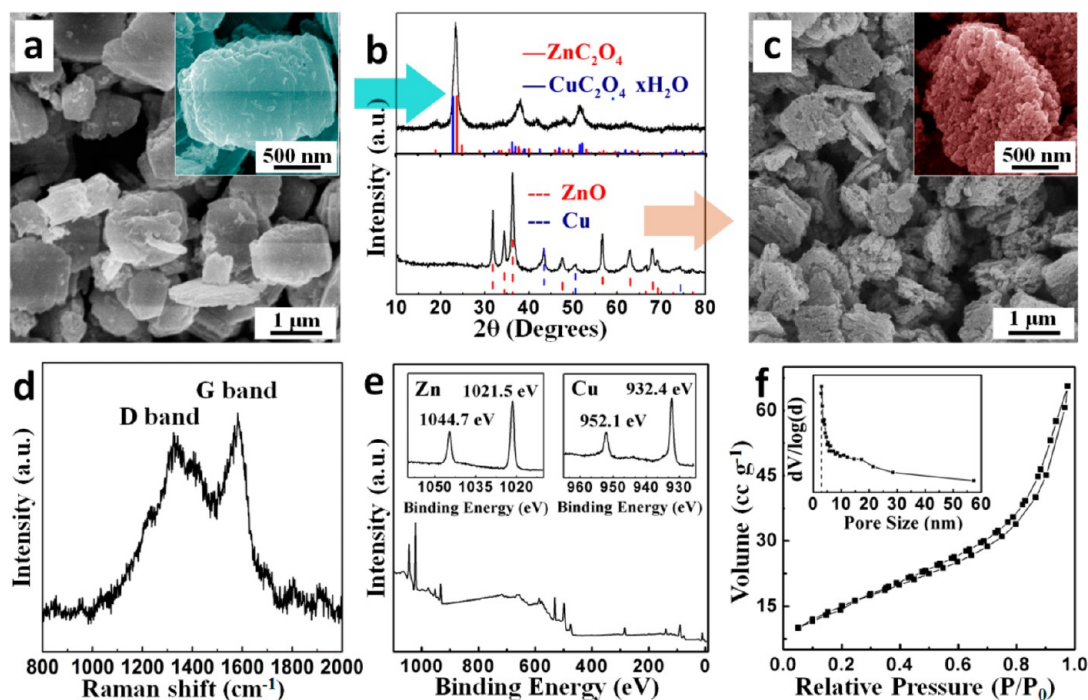 a
500 nm
1 μm
b
ZnC₂O₄
CuC₂O₄ xH₂O
ZnO
Cu
Intensity (a.u.)
10 20 30 40 50 60 70 80
2θ (Degrees)
c
500 nm
1 μm
d
D band
G band
Intensity (a.u.)
800 1000 1200 1400 1600 1800 2000
Raman shift (cm⁻¹)
e
Zn
1021.5 eV
1044.7 eV
1050 1035 1020
Binding Energy (eV)
Cu
932.4 eV
952.1 eV
960 950 940 930
Binding Energy (eV)
Intensity (a.u.)
1000 800 600 400 200 0
Binding Energy (eV)
f
dV/log(d)
0 10 20 30 40 50 60
Pore Size (nm)
Volume (cc g⁻¹)
60
45
30
15
0.0 0.2 0.4 0.6 0.8 1.0
Relative Pressure (P/P₀)